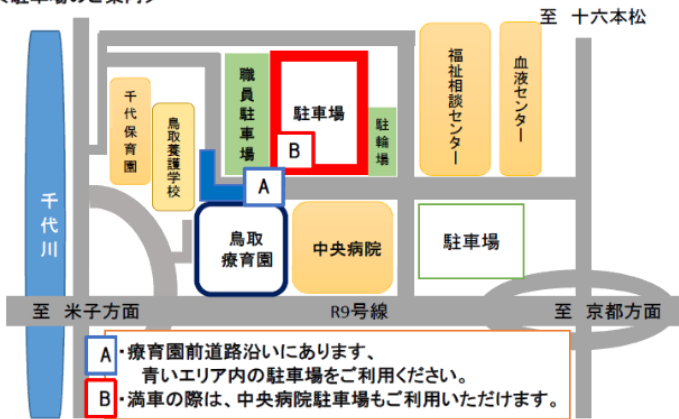 駐車場のご案内
至 十六本松
千代川
千代保育園
鳥取養護学校
職員駐車場
駐車場
B
駐輪場
福祉相談センター
血液センター
A
鳥取
療育園
中央病院
駐車場
至 米子方面
R9号線
至 京都方面
A・療育園前道路沿いにあります、
青いエリア内の駐車場をご利用ください。
B・満車の際は、中央病院駐車場もご利用いただけます。